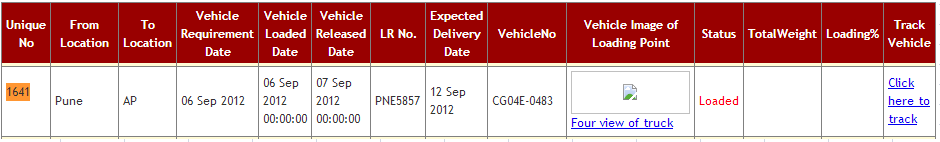 Unique No
From Location
To Location
Vehicle Requirement Date
Vehicle Loaded Date
Vehicle Released Date
LR No.
Expected Delivery Date
VehicleNo
Vehicle Image of Loading Point
Status
TotalWeight
Loading%
Track Vehicle
1641
Pune
AP
06 Sep 2012
06 Sep 2012 00:00:00
07 Sep 2012 00:00:00
PNE5857
12 Sep 2012
CG04E-0483
Four view of truck
Loaded
Click here to track